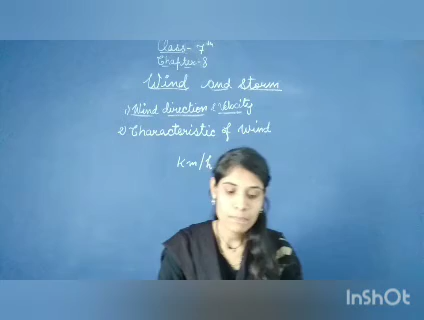 Class- 7th
Chapter-8
Wind and Storm
1) Wind direction & Velocity
2) Characteristic of Wind
Km/h
InShOt